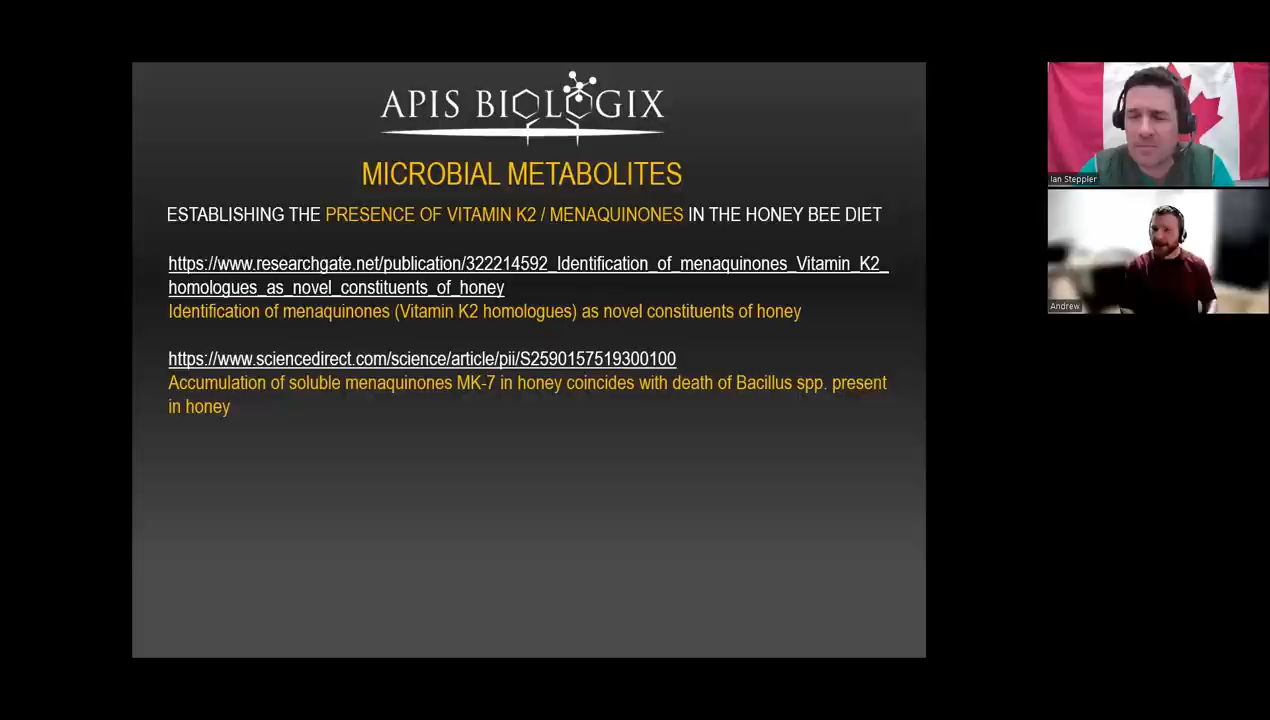 APIS BIOLOGIX
MICROBIAL METABOLITES
ESTABLISHING THE PRESENCE OF VITAMIN K2 / MENAQUINONES IN THE HONEY BEE DIET
https://www.researchgate.net/publication/322214592_Identification_of_menaquinones_Vitamin_K2_
homologues_as_novel_constituents_of_honey
Identification of menaquinones (Vitamin K2 homologues) as novel constituents of honey
https://www.sciencedirect.com/science/article/pii/S2590157519300100
Accumulation of soluble menaquinones MK-7 in honey coincides with death of Bacillus spp. present
in honey
Ian Steppler
Andrew